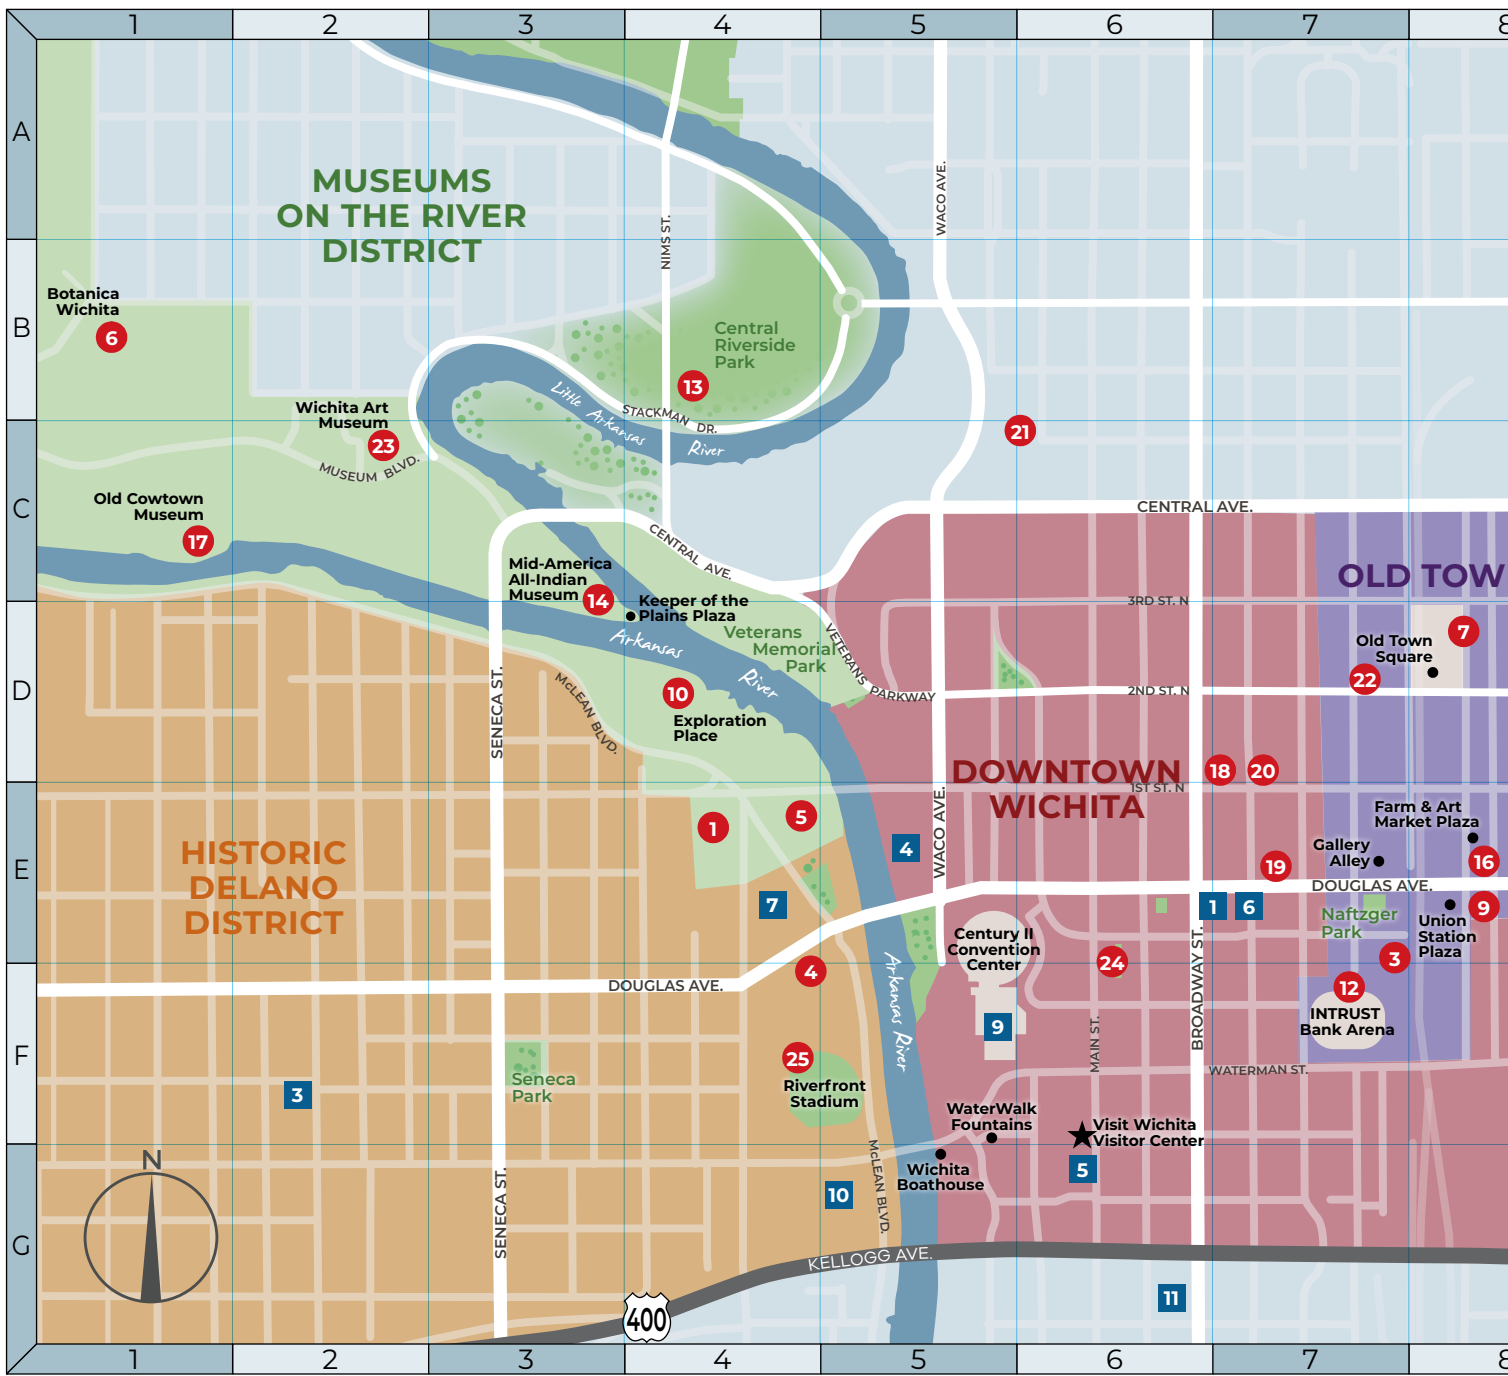 1 2 3 4 5 6 7 8
A
MUSEUMS
ON THE RIVER
DISTRICT
NIMS ST.
WACO AVE.
B
Botanica
Wichita
6
Central
Riverside
Park
13
Little Arkansas
River
STACKMAN DR.
Wichita Art
Museum
23
MUSEUM BLVD.
21
C
Old Cowtown
Museum
17
CENTRAL AVE.
CENTRAL AVE.
Mid-America
All-Indian
Museum
14
Keeper of the
Plains Plaza
OLD TOW
3RD ST. N
7
Old Town
Square
22
D
Arkansas
River
Veterans
Memorial
Park
VETERANS PARKWAY
2ND ST. N
SENECA ST.
McLEAN BLVD.
10
Exploration
Place
DOWNTOWN
WICHITA
18
20
1ST ST. N
E
HISTORIC
DELANO
DISTRICT
1
5
4
WACO AVE.
Farm & Art
Market Plaza
Gallery
Alley
16
19
DOUGLAS AVE.
7
1
6
9
Naftzger
Park
Union
Station
Plaza
Century II
Convention
Center
24
3
BROADWAY ST.
F
4
DOUGLAS AVE.
Arkansas River
12
INTRUST
Bank Arena
9
MAIN ST.
WATERMAN ST.
25
Riverfront
Stadium
Seneca
Park
3
WaterWalk
Fountains
Visit Wichita
Visitor Center
G
N
SENECA ST.
McLEAN BLVD.
Wichita
Boathouse
5
10
KELLOGG AVE.
11
400
1 2 3 4 5 6 7 8